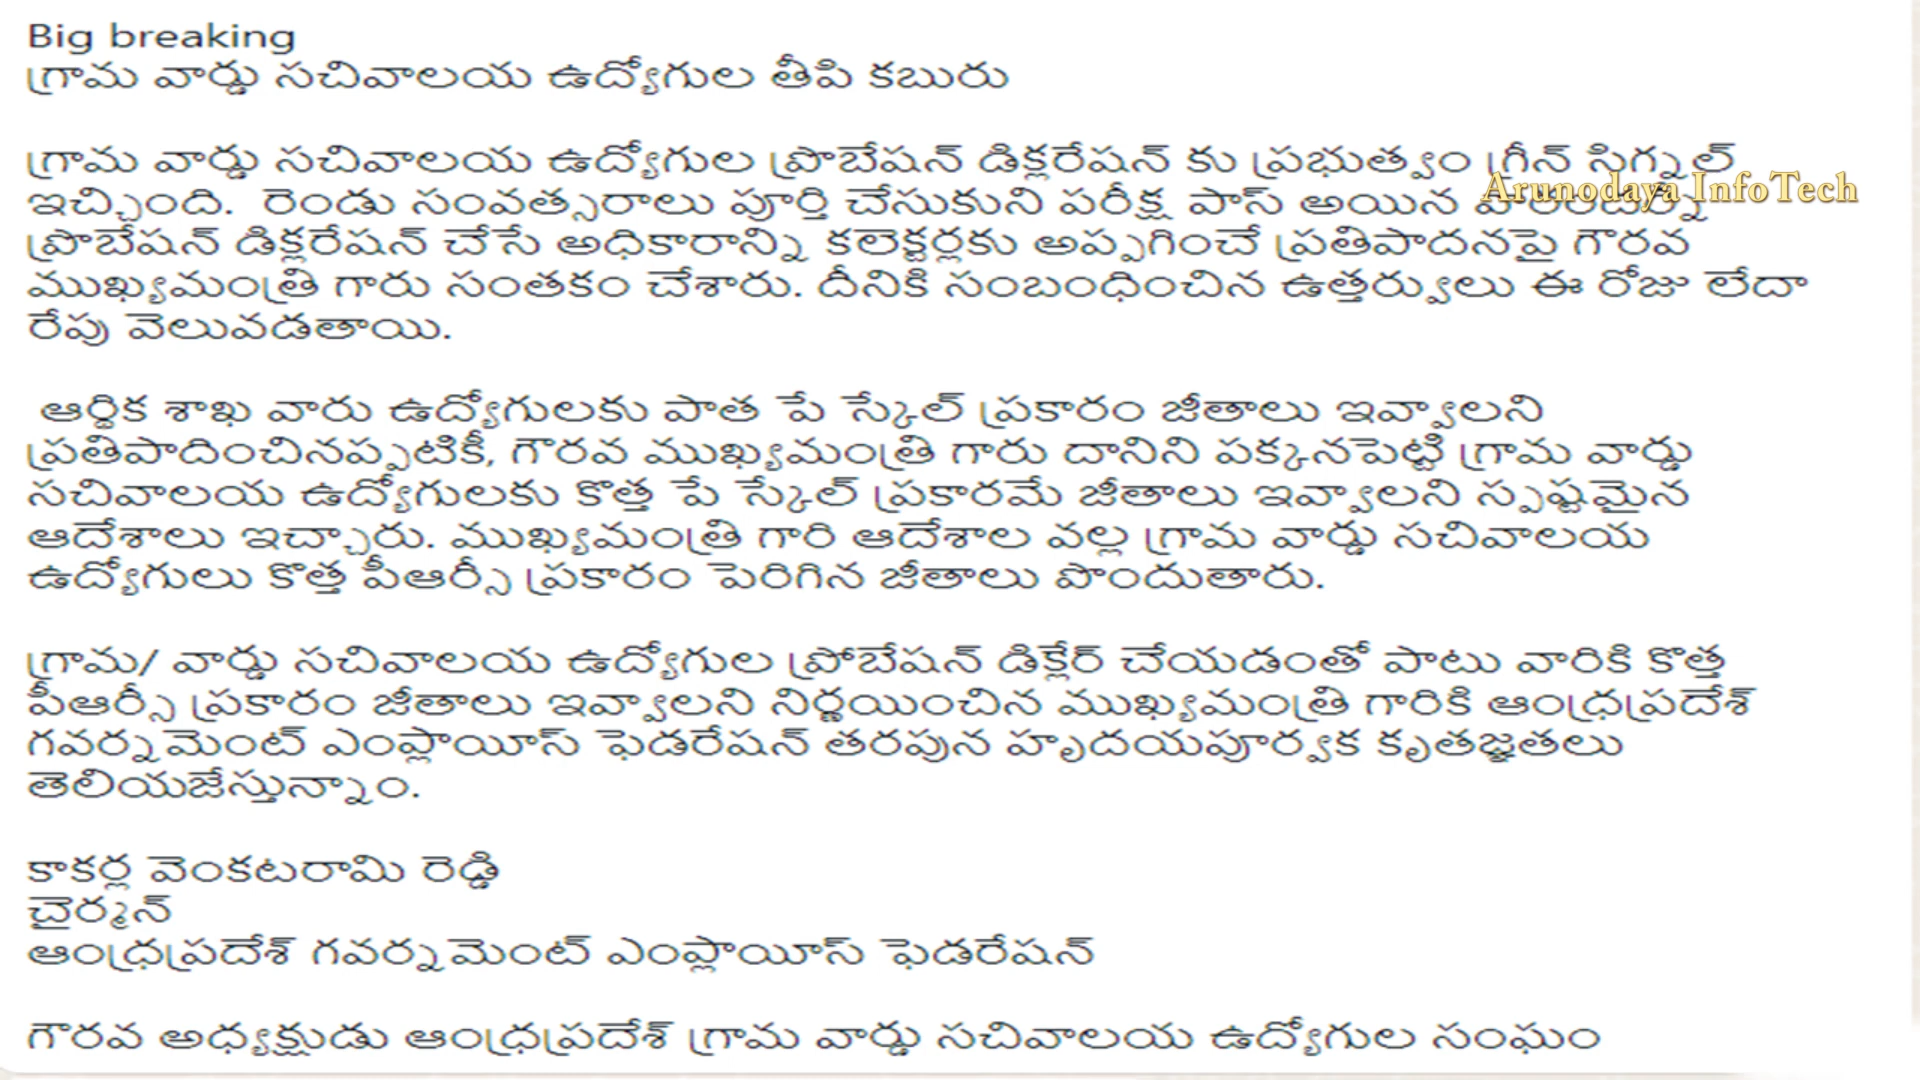 Big breaking
గ్రామ వార్డు సచివాలయ ఉద్యోగుల తీపి కబురు
గ్రామ వార్డు సచివాలయ ఉద్యోగుల ప్రొబేషన్ డిక్లరేషన్ కు ప్రభుత్వం గ్రీన్ సిగ్నల్
ఇచ్చింది. రెండు సంవత్సరాలు పూర్తి చేసుకుని పరీక్ష పాస్ అయిన
Arunodaya InfoTech
ప్రొబేషన్ డిక్లరేషన్ చేసే అధికారాన్ని కలెక్టర్లకు అప్పగించే ప్రతిపాదనపై గౌరవ
ముఖ్యమంత్రి గారు సంతకం చేశారు. దీనికి సంబంధించిన ఉత్తర్వులు ఈ రోజు లేదా
రేపు వెలువడతాయి.
ఆర్ధిక శాఖ వారు ఉద్యోగులకు పాత పే స్కేల్ ప్రకారం జీతాలు ఇవ్వాలని
ప్రతిపాదించినప్పటికీ, గౌరవ ముఖ్యమంత్రి గారు దానిని పక్కనపెట్టి గ్రామ వార్డు
సచివాలయ ఉద్యోగులకు కొత్త పే స్కేల్ ప్రకారమే జీతాలు ఇవ్వాలని స్పష్టమైన
ఆదేశాలు ఇచ్చారు. ముఖ్యమంత్రి గారి ఆదేశాల వల్ల గ్రామ వార్డు సచివాలయ
ఉద్యోగులు కొత్త పీఆర్సీ ప్రకారం పెరిగిన జీతాలు పొందుతారు.
గ్రామ/ వార్డు సచివాలయ ఉద్యోగుల ప్రోబేషన్ డిక్లేర్ చేయడంతో పాటు వారికి కొత్త
పీఆర్సీ ప్రకారం జీతాలు ఇవ్వాలని నిర్ణయించిన ముఖ్యమంత్రి గారికి ఆంధ్రప్రదేశ్
గవర్నమెంట్ ఎంప్లాయీస్ ఫెడరేషన్ తరపున హృదయపూర్వక కృతజ్ఞతలు
తెలియజేస్తున్నాం.
కాకర్ల వెంకటరామి రెడ్డి
చైర్మన్
ఆంధ్రప్రదేశ్ గవర్నమెంట్ ఎంప్లాయీస్ ఫెడరేషన్
గౌరవ అధ్యక్షుడు ఆంధ్రప్రదేశ్ గ్రామ వార్డు సచివాలయ ఉద్యోగుల సంఘం